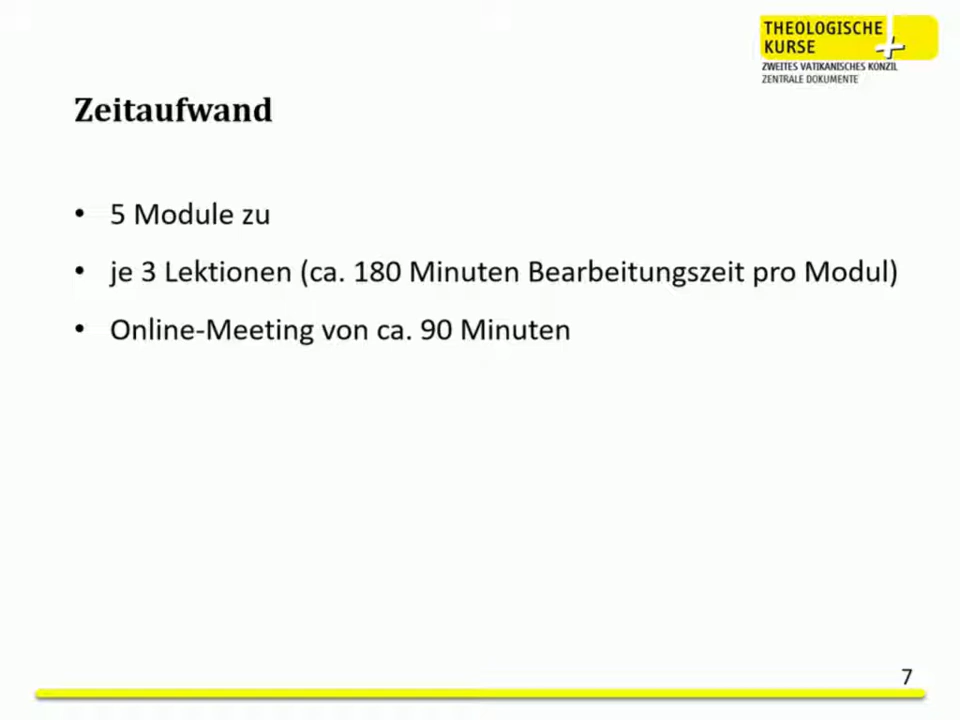 THEOLOGISCHE
KURSE
ZWEITES VATIKANISCHES KONZIL
ZENTRALE DOKUMENTE
Zeitaufwand
• 5 Module zu
• je 3 Lektionen (ca. 180 Minuten Bearbeitungszeit pro Modul)
• Online-Meeting von ca. 90 Minuten
7